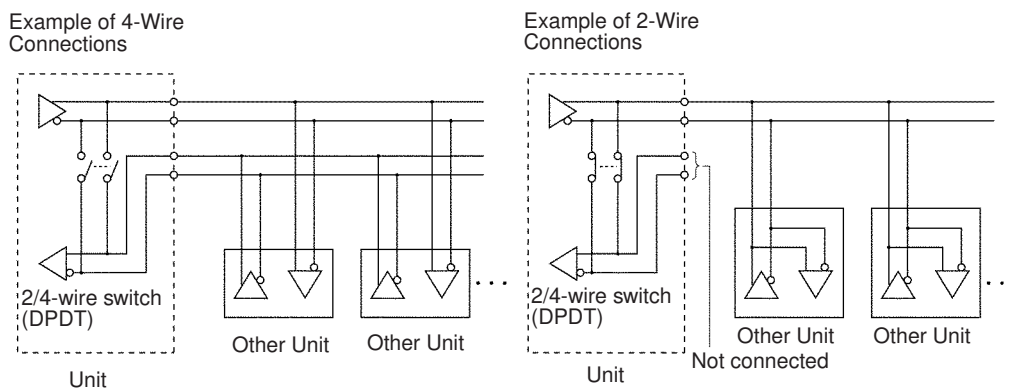 Example of 4-Wire
Connections
2/4-wire switch
(DPDT)
Other Unit
Other Unit
. . .
Unit
Example of 2-Wire
Connections
2/4-wire switch
(DPDT)
Other Unit
Other Unit
. .
Not connected
Unit